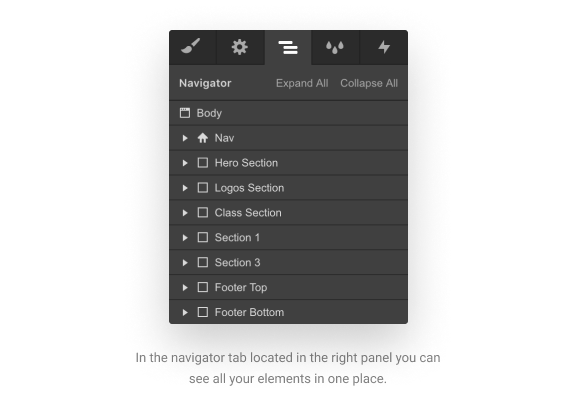 Navigator Expand All Collapse All
Body
Nav
Hero Section
Logos Section
Class Section
Section 1
Section 3
Footer Top
Footer Bottom
In the navigator tab located in the right panel you can
see all your elements in one place.